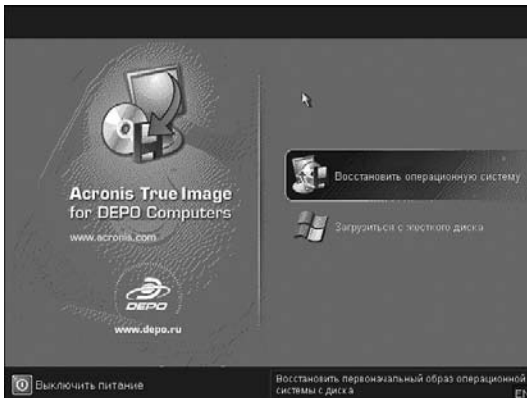 Acronis True Image
for DEPO Computers
www.acronis.com
DEPO
www.depo.ru
Восстановить операционную систему
Загрузиться с жесткого диска
Выключить питание
Восстановить первоначальный образ операционной
системы с диска
EN